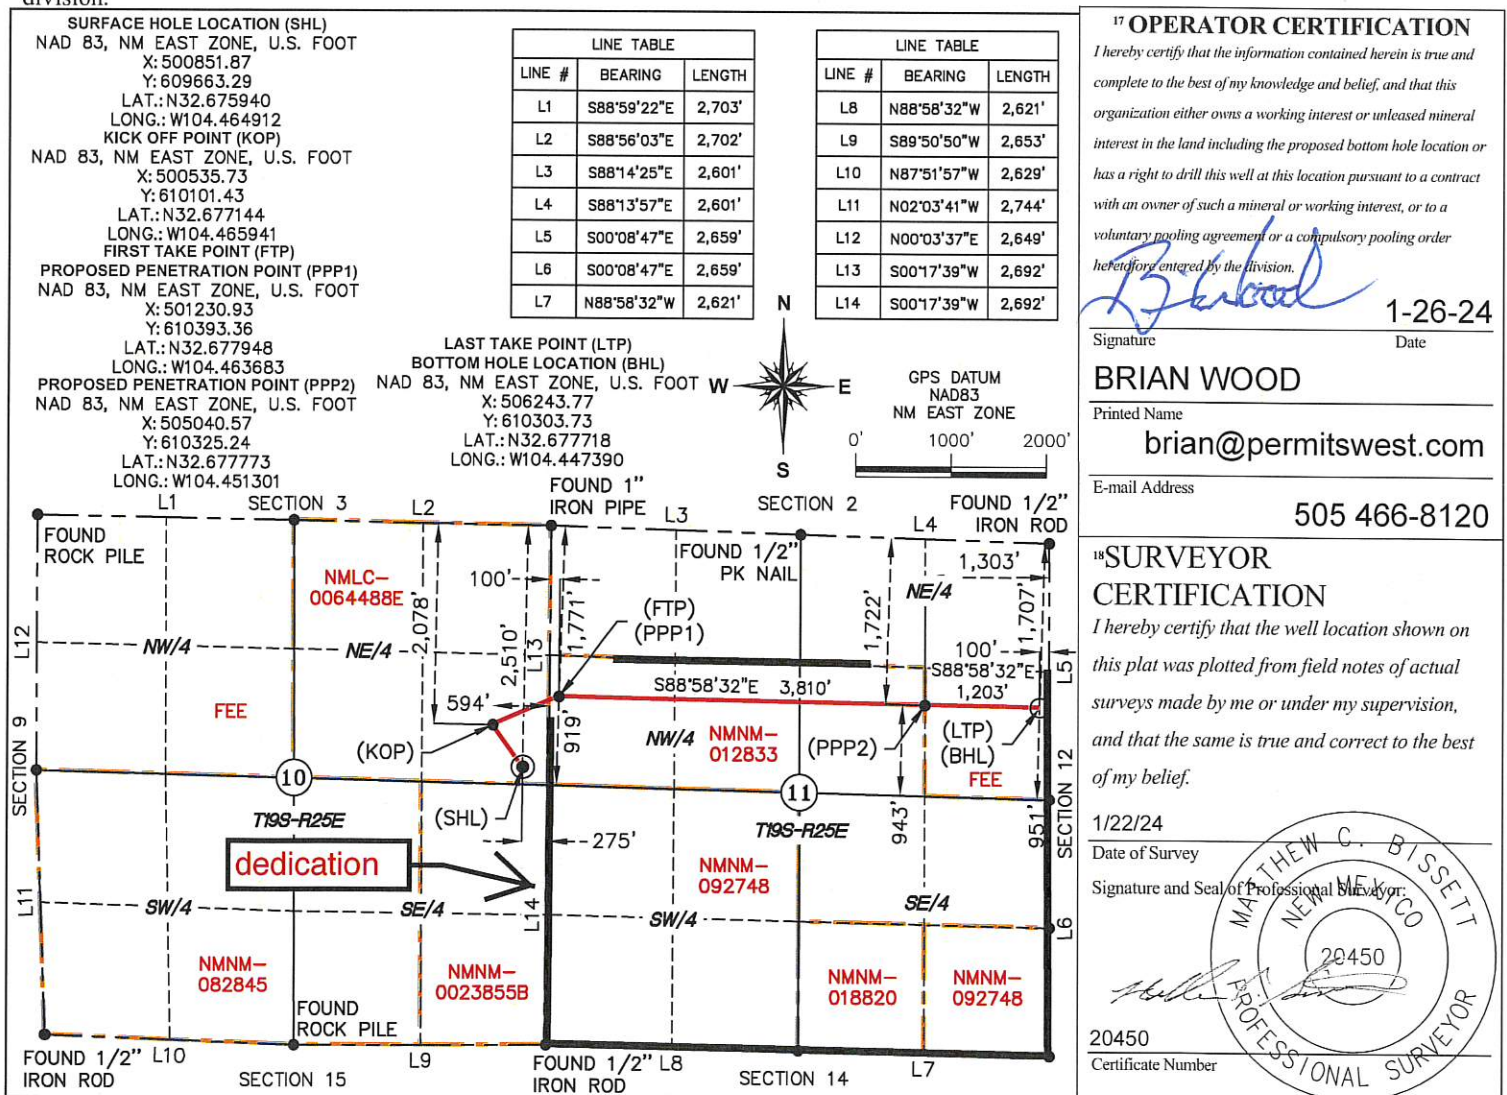 division.
SURFACE HOLE LOCATION (SHL)
NAD 83, NM EAST ZONE, U.S. FOOT
X: 500851.87
Y: 609663.29
LAT.: N32.675940
LONG.: W104.464912
KICK OFF POINT (KOP)
NAD 83, NM EAST ZONE, U.S. FOOT
X: 500535.73
Y: 610101.43
LAT.: N32.677144
LONG.: W104.465941
FIRST TAKE POINT (FTP)
PROPOSED PENETRATION POINT (PPP1)
NAD 83, NM EAST ZONE, U.S. FOOT
X: 501230.93
Y: 610393.36
LAT.: N32.677948
LONG.: W104.463683
PROPOSED PENETRATION POINT (PPP2)
NAD 83, NM EAST ZONE, U.S. FOOT
X: 505040.57
Y: 610325.24
LAT.: N32.677773
LONG.: W104.451301
LINE TABLE
LINE # BEARING LENGTH
L1 S88°59'22"E 2,703'
L2 S88°56'03"E 2,702'
L3 S88°14'25"E 2,601'
L4 S88°13'57"E 2,601'
L5 S00°08'47"E 2,659'
L6 S00°08'47"E 2,659'
L7 N88°58'32"W 2,621'
LINE TABLE
LINE # BEARING LENGTH
L8 N88°58'32"W 2,621'
L9 S89°50'50"W 2,653'
L10 N87°51'57"W 2,629'
L11 N02°03'41"W 2,744'
L12 N00°03'37"E 2,649'
L13 S00°17'39"W 2,692'
L14 S00°17'39"W 2,692'
LAST TAKE POINT (LTP)
BOTTOM HOLE LOCATION (BHL)
NAD 83, NM EAST ZONE, U.S. FOOT
X: 506243.77
Y: 610303.73
LAT.: N32.677718
LONG.: W104.447390
N
W E
S
GPS DATUM
NAD83
NM EAST ZONE
0' 1000' 2000'
L1 SECTION 3 L2
FOUND 1"
IRON PIPE
L3 SECTION 2 L4
FOUND 1/2"
IRON ROD
FOUND
ROCK PILE
NMLC-
0064488E
2,078'
100'
2,510'
1,771'
FOUND 1/2"
PK NAIL
(FTP)
(PPP1)
1,722'
NE/4
1,303'
1,707'
100'
L12
NW/4
NE/4
L13
L5
S88°58'32"E 3,810'
S88°58'32"E
1,203'
FEE
594'
(KOP)
919'
NW/4
NMNM-
012833
(PPP2)
(LTP)
(BHL)
FEE
SECTION 9
10
T19S-R25E
(SHL)
275'
11
T19S-R25E
943'
951'
SECTION 12
dedication
NMNM-
092748
L11
SW/4
SE/4
L14
SW/4
SE/4
L6
NMNM-
082845
NMNM-
0023855B
NMNM-
018820
NMNM-
092748
FOUND
ROCK PILE
FOUND 1/2"
IRON ROD
L10
SECTION 15
L9
FOUND 1/2"
IRON ROD
L8
SECTION 14
L7
17 OPERATOR CERTIFICATION
I hereby certify that the information contained herein is true and
complete to the best of my knowledge and belief, and that this
organization either owns a working interest or unleased mineral
interest in the land including the proposed bottom hole location or
has a right to drill this well at this location pursuant to a contract
with an owner of such a mineral or working interest, or to a
voluntary pooling agreement or a compulsory pooling order
heretofore entered by the division.
B Wood
1-26-24
Signature Date
BRIAN WOOD
Printed Name
brian@permitswest.com
E-mail Address
505 466-8120
18 SURVEYOR
CERTIFICATION
I hereby certify that the well location shown on
this plat was plotted from field notes of actual
surveys made by me or under my supervision,
and that the same is true and correct to the best
of my belief.
1/22/24
Date of Survey
Signature and Seal of Professional Surveyor:
MATTHEW C. BISSETT
NEW MEXICO
20450
PROFESSIONAL SURVEYOR
20450
Certificate Number